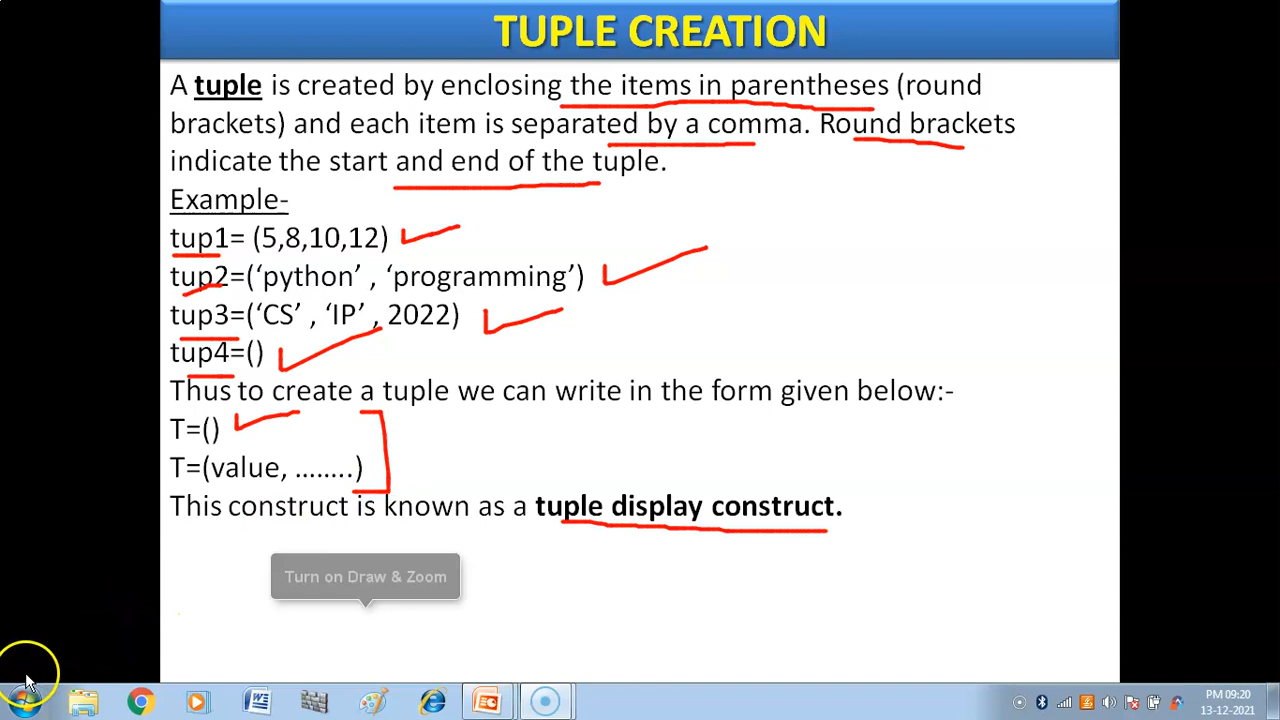 TUPLE CREATION
A tuple is created by enclosing the items in parentheses (round
brackets) and each item is separated by a comma. Round brackets
indicate the start and end of the tuple.
Example-
tup1= (5,8,10,12)
tup2=(‘python’ , ‘programming’)
tup3=(‘CS’ , ‘IP’ , 2022)
tup4=()
Thus to create a tuple we can write in the form given below:-
T=()
T=(value, ........)
This construct is known as a tuple display construct.
Turn on Draw & Zoom
PM 09:20
13-12-2021